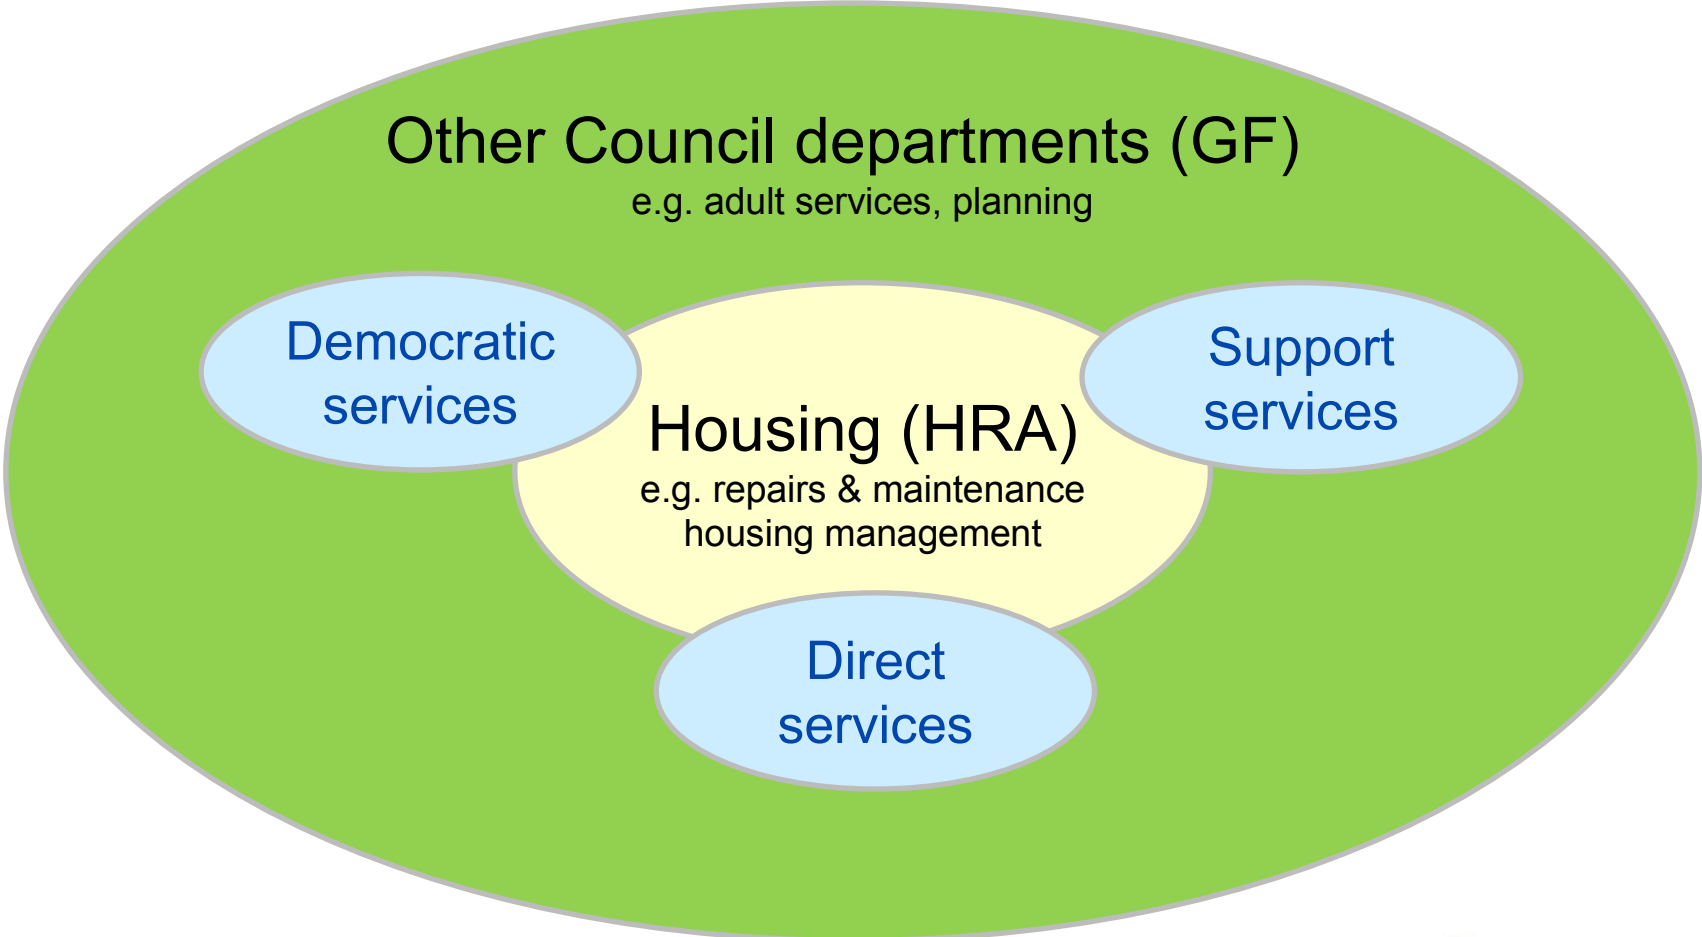 Other Council departments (GF)
e.g. adult services, planning
Democratic
services
Support
services
Housing (HRA)
e.g. repairs & maintenance
housing management
Direct
services